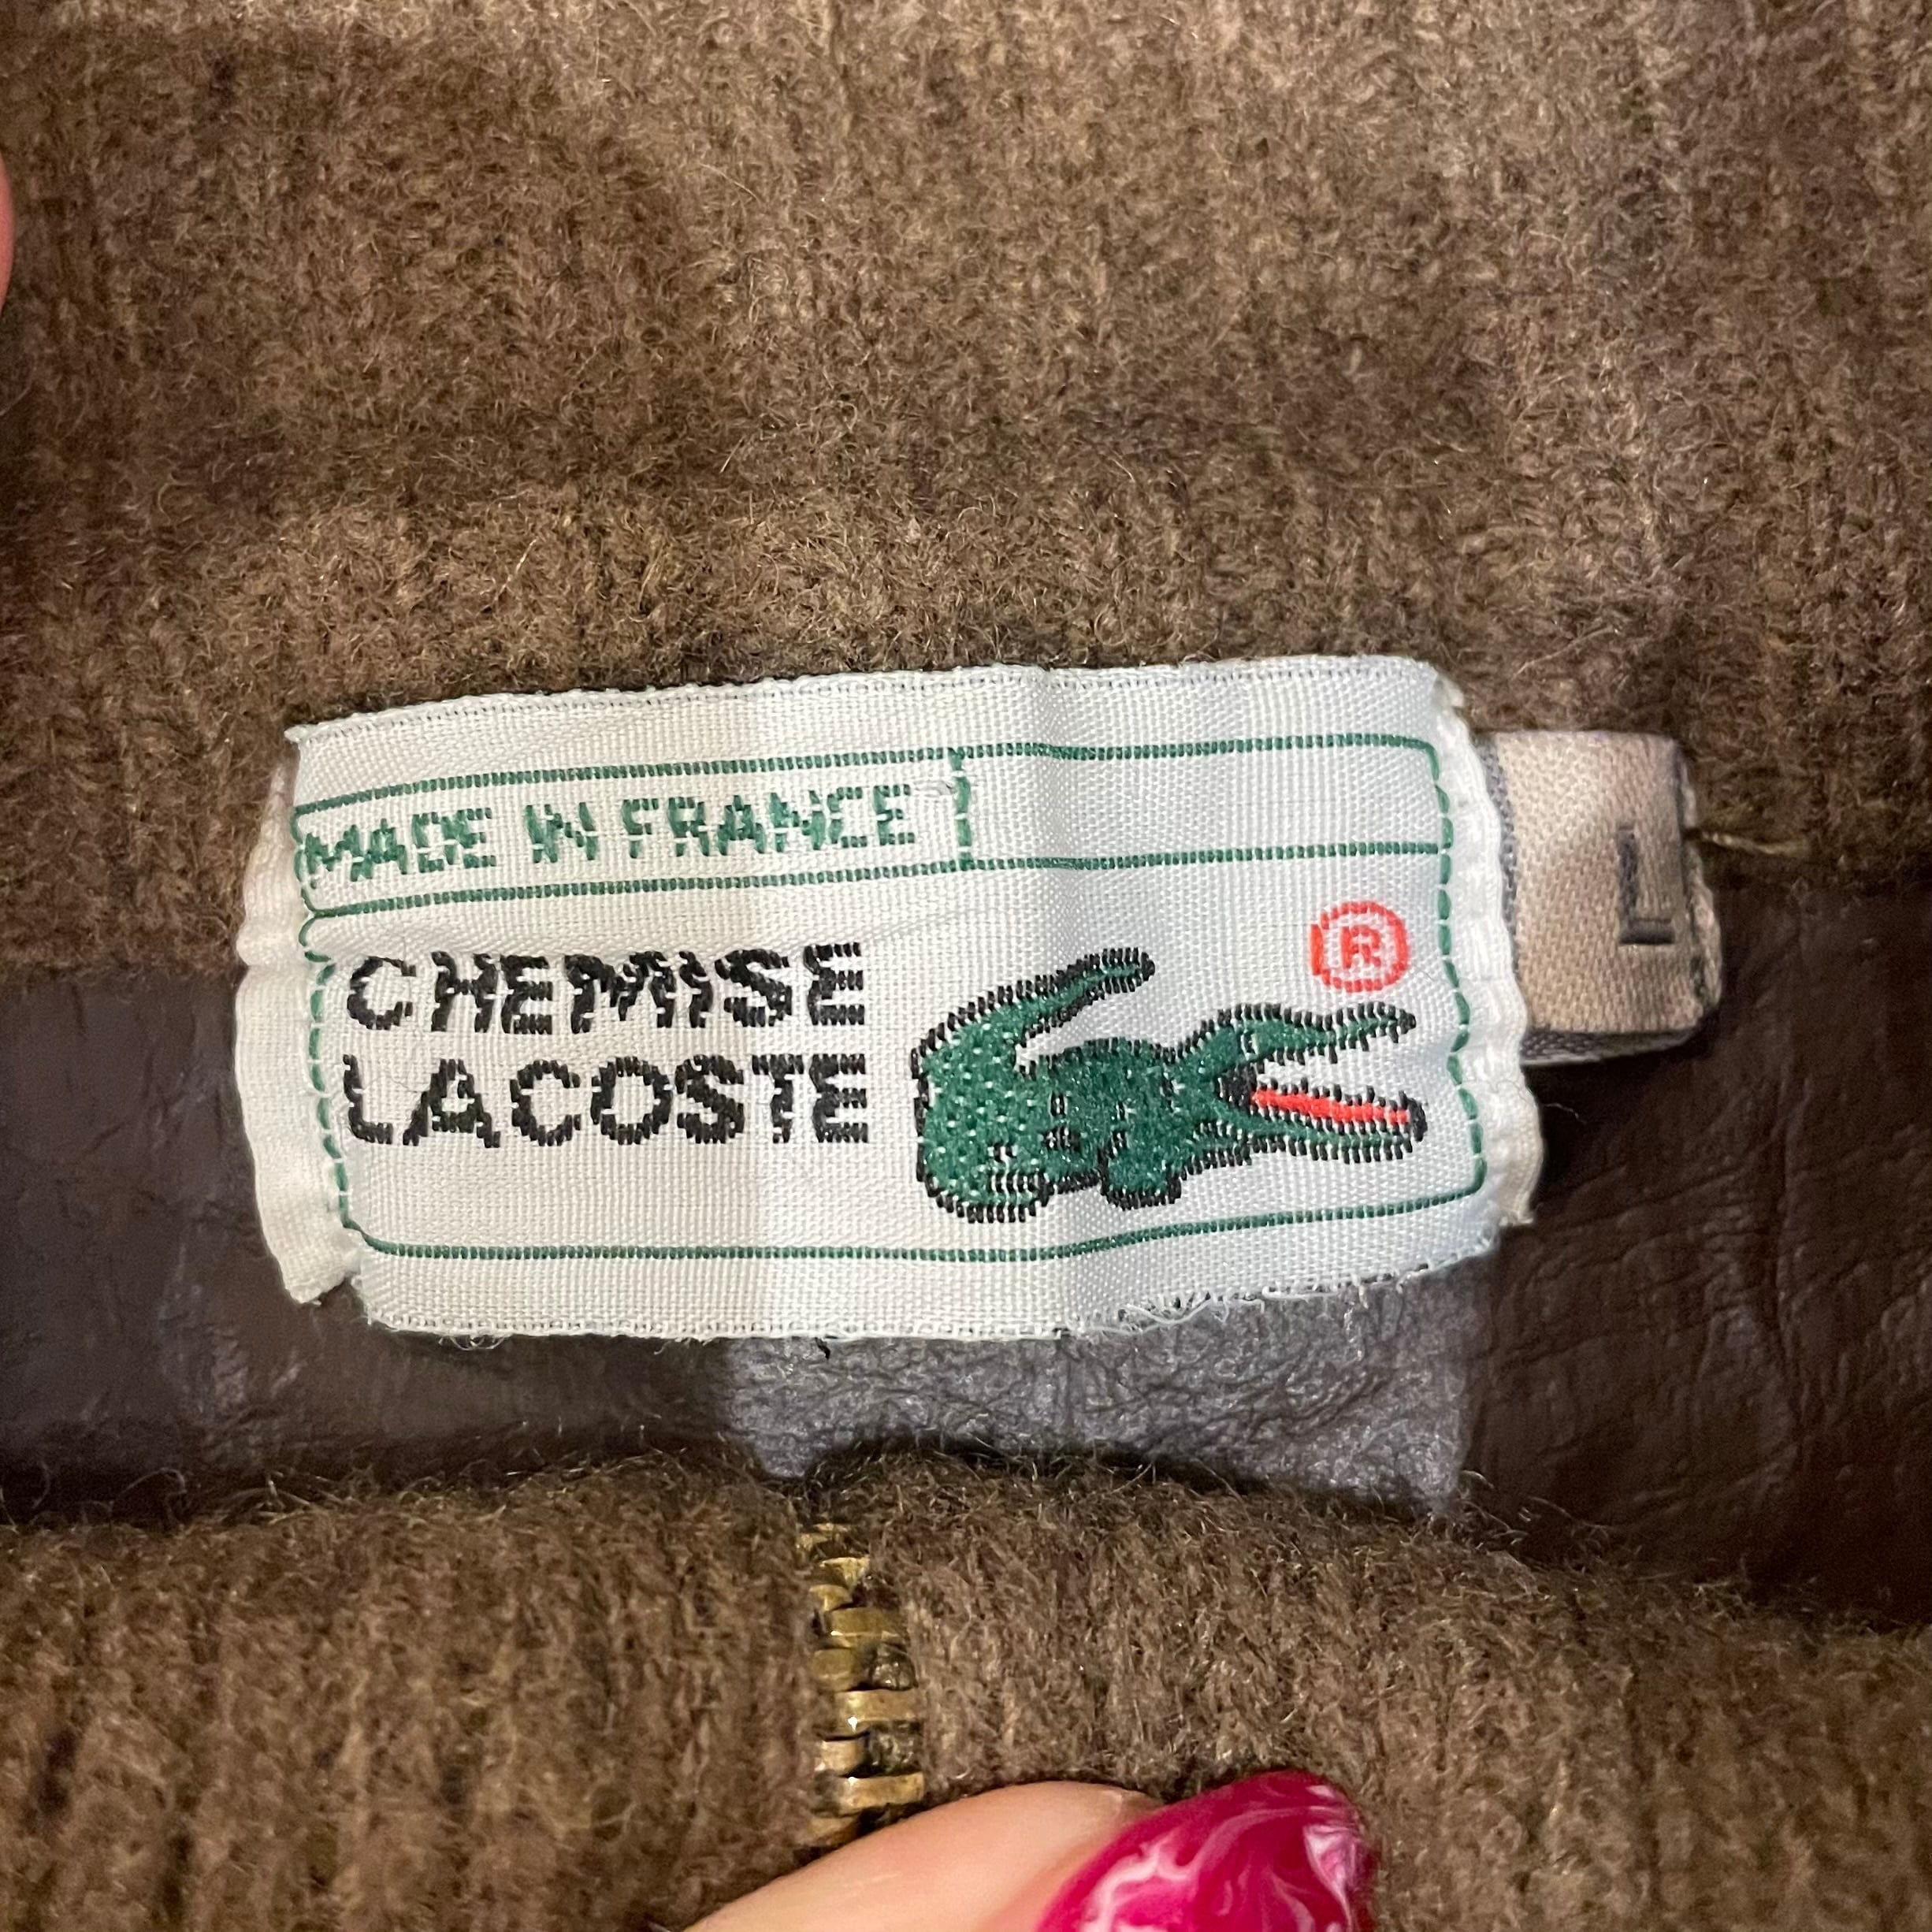 MADE IN FRANCE
CHEMISE
LACOSTE
®
L